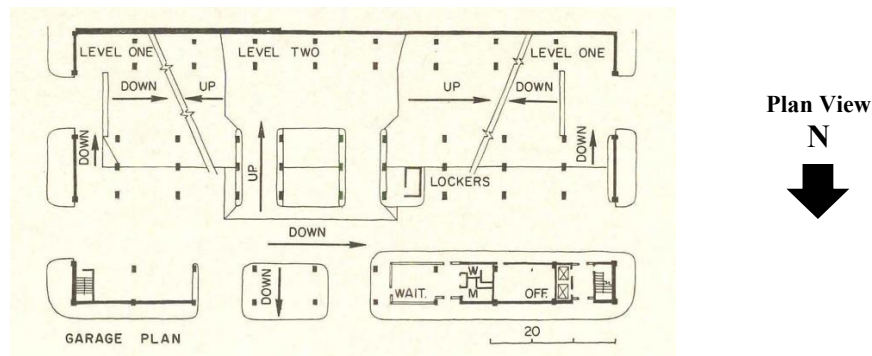 LEVEL ONE
LEVEL TWO
LEVEL ONE
DOWN
UP
UP
DOWN
DOWN
UP
DOWN
LOCKERS
DOWN
DOWN
WAIT.
W
M
OFF.
GARAGE PLAN
20
Plan View
N